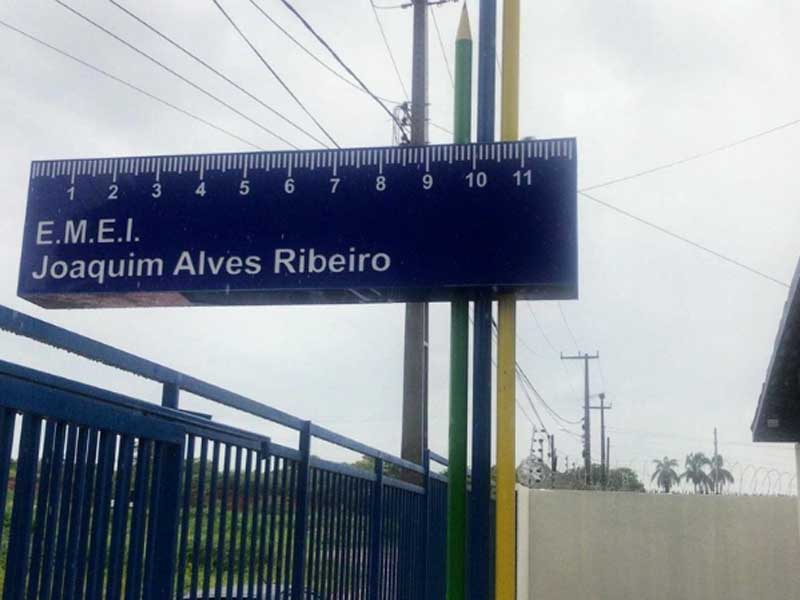 1 2 3 4 5 6 7 8 9 10 11
E.M.E.I.
Joaquim Alves Ribeiro